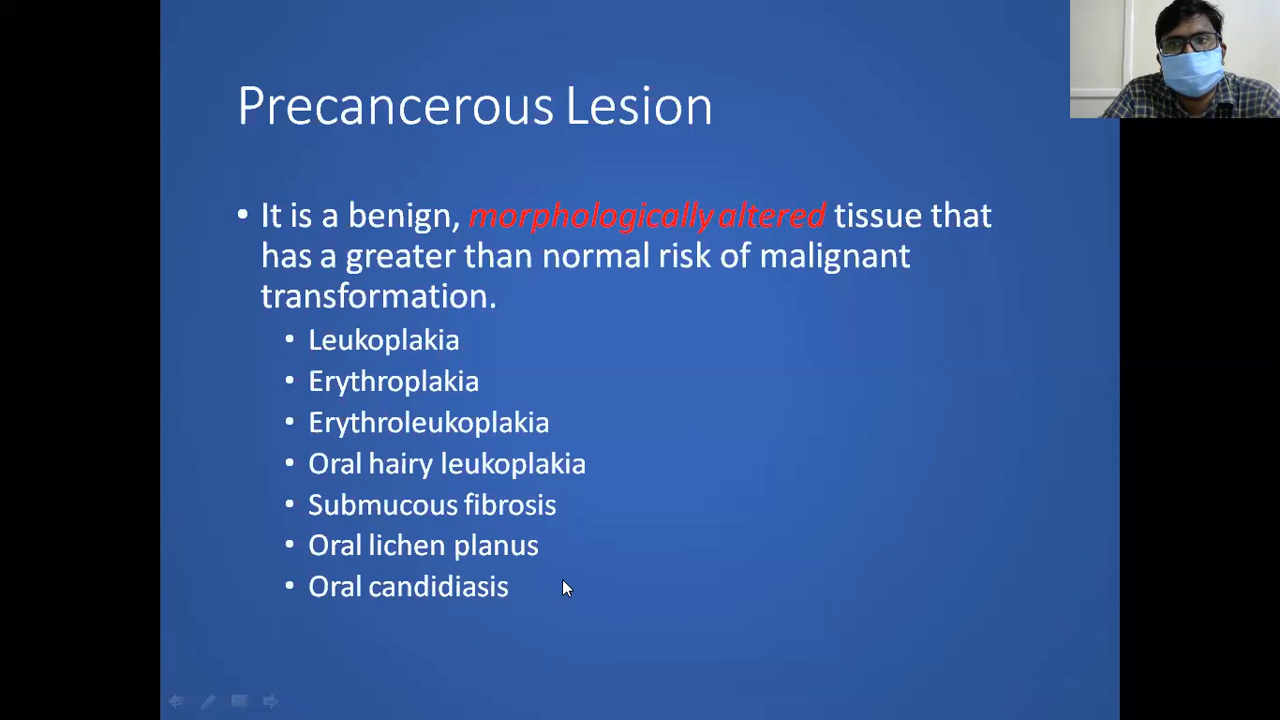 Precancerous Lesion
• It is a benign, morphologically altered tissue that
has a greater than normal risk of malignant
transformation.
• Leukoplakia
• Erythroplakia
• Erythroleukoplakia
• Oral hairy leukoplakia
• Submucous fibrosis
• Oral lichen planus
• Oral candidiasis